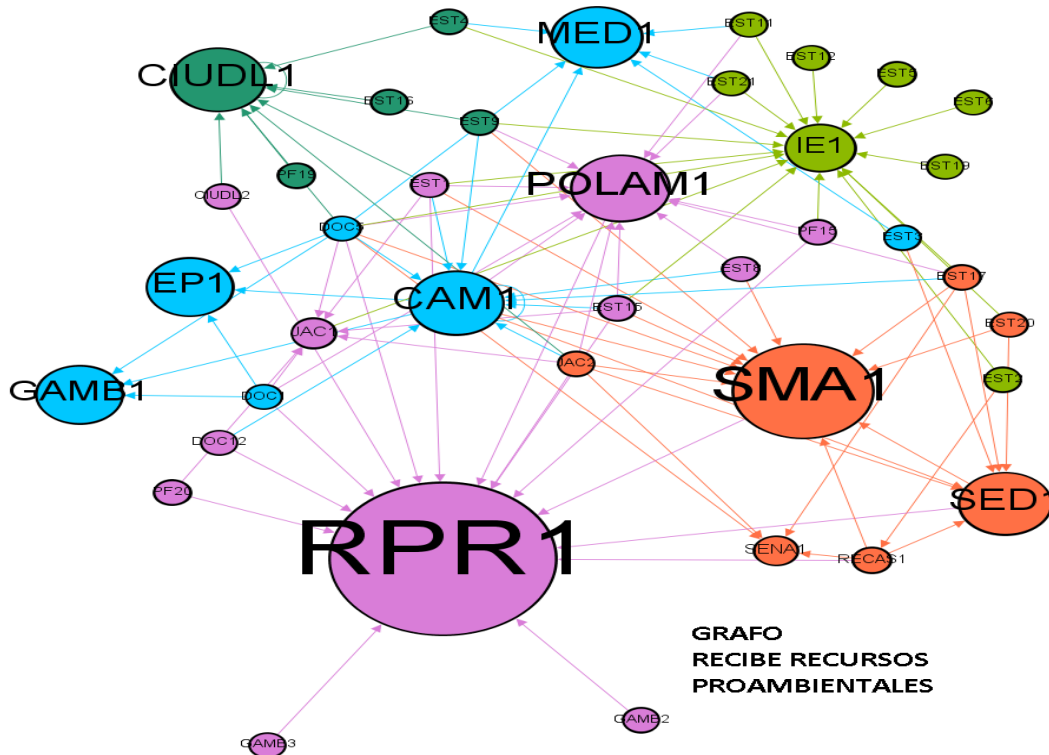 EST4
MED1
EST11
EST12
CIUDL1
EST21
EST5
EST16
EST6
EST9
IE1
EST19
PF19
POLAM1
CIUDL2
EST
DOC5
PF15
EST3
EST8
EST17
EP1
CAM1
EST15
JAC1
EST20
JAC2
EST2
GAMB1
DOC1
SMA1
DOC12
PF20
SED1
RPR1
SENA1
RECAS1
GRAFO
RECIBE RECURSOS
PROAMBIENTALES
GAMB2
GAMB3